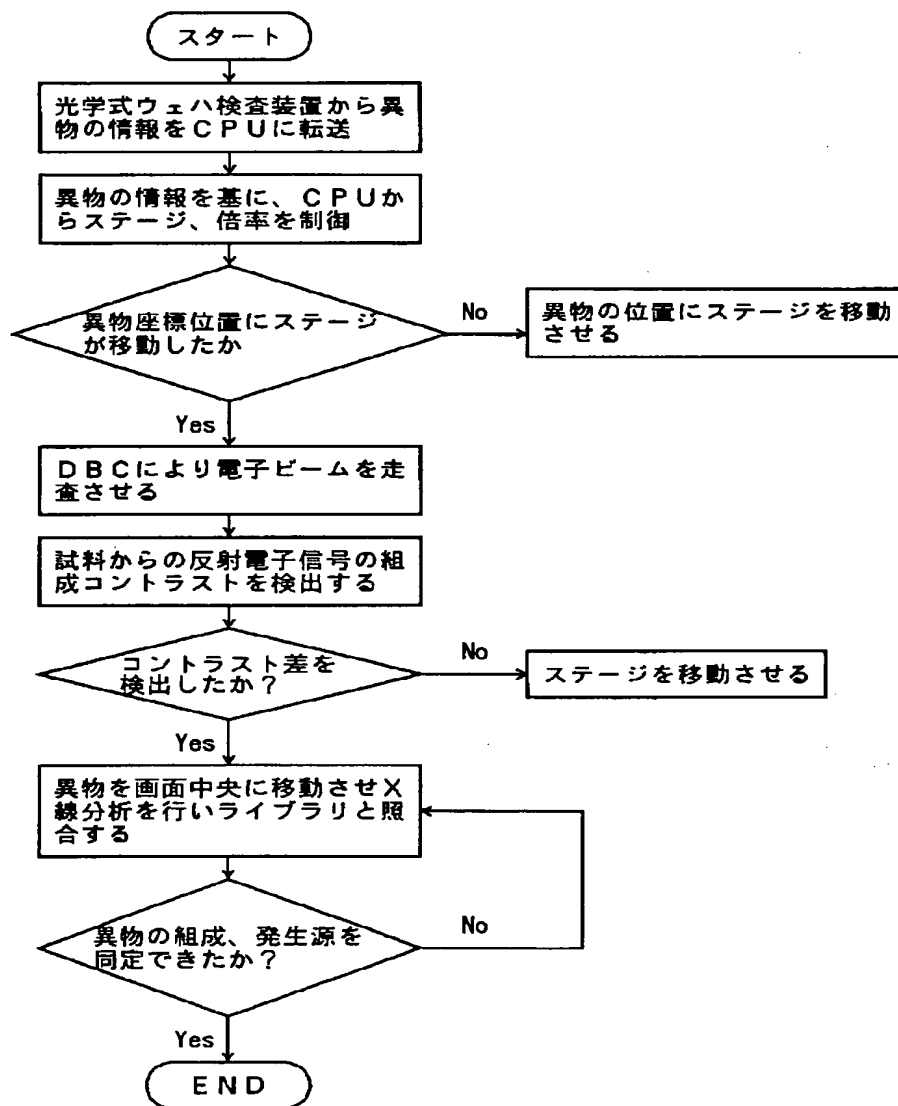 スタート
光学式ウェハ検査装置から異
物の情報をCPUに転送
異物の情報を基に、CPUか
らステージ、倍率を制御
異物座標位置にステージ
が移動したか
No
異物の位置にステージを移動
させる
Yes
DBCにより電子ビームを走
査させる
試料からの反射電子信号の組
成コントラストを検出する
コントラスト差を
検出したか?
No
ステージを移動させる
Yes
異物を画面中央に移動させX
線分析を行いライブラリと照
合する
異物の組成、発生源を
同定できたか?
No
Yes
END